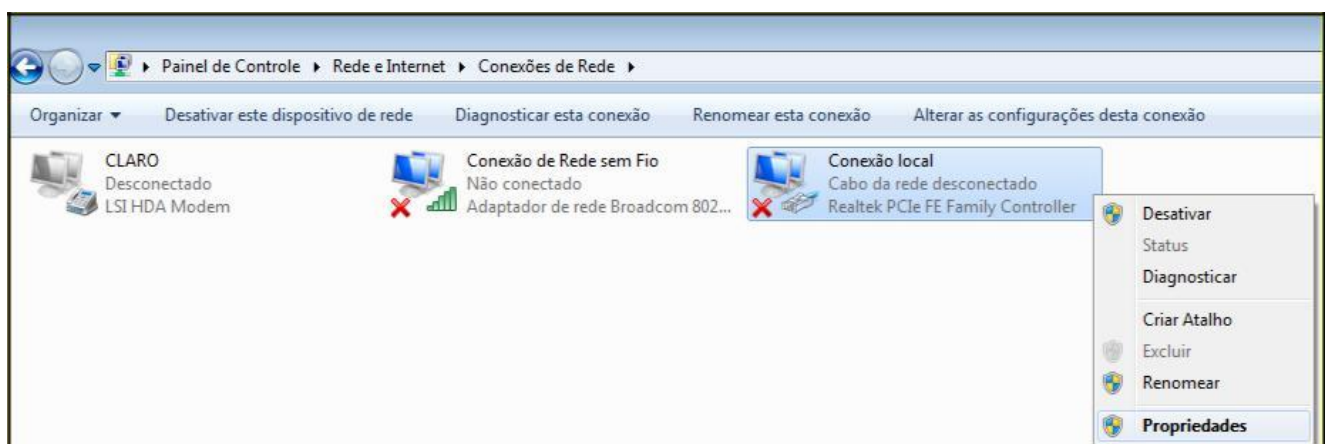 Painel de Controle ▸ Rede e Internet ▸ Conexões de Rede ▸
Organizar ▾ Desativar este dispositivo de rede Diagnosticar esta conexão Renomear esta conexão Alterar as configurações desta conexão
CLARO
Desconectado
LSI HDA Modem
Conexão de Rede sem Fio
Não conectado
Adaptador de rede Broadcom 802...
Conexão local
Cabo da rede desconectado
Realtek PCIe FE Family Controller
Desativar
Status
Diagnosticar
Criar Atalho
Excluir
Renomear
Propriedades